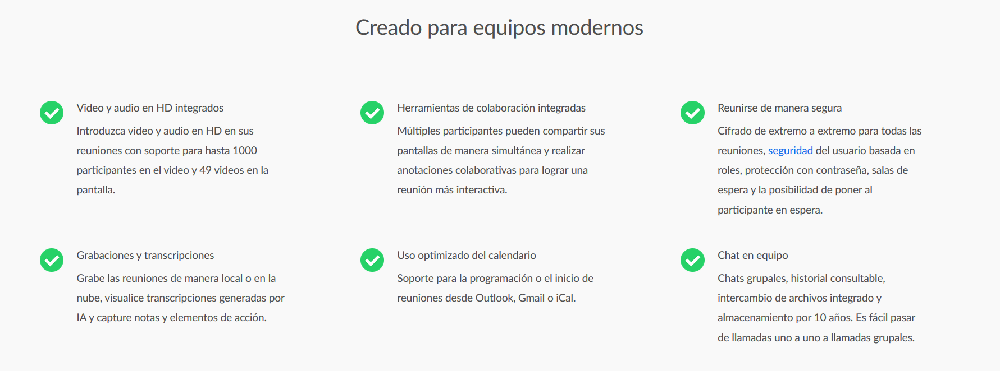 Creado para equipos modernos
Video y audio en HD integrados
Introduzca video y audio en HD en sus
reuniones con soporte para hasta 1000
participantes en el video y 49 videos en la
pantalla.
Herramientas de colaboración integradas
Múltiples participantes pueden compartir sus
pantallas de manera simultánea y realizar
anotaciones colaborativas para lograr una
reunión más interactiva.
Reunirse de manera segura
Cifrado de extremo a extremo para todas las
reuniones, seguridad del usuario basada en
roles, protección con contraseña, salas de
espera y la posibilidad de poner al
participante en espera.
Grabaciones y transcripciones
Grabe las reuniones de manera local o en la
nube, visualice transcripciones generadas por
IA y capture notas y elementos de acción.
Uso optimizado del calendario
Soporte para la programación o el inicio de
reuniones desde Outlook, Gmail o iCal.
Chat en equipo
Chats grupales, historial consultable,
intercambio de archivos integrado y
almacenamiento por 10 años. Es fácil pasar
de llamadas uno a uno a llamadas grupales.